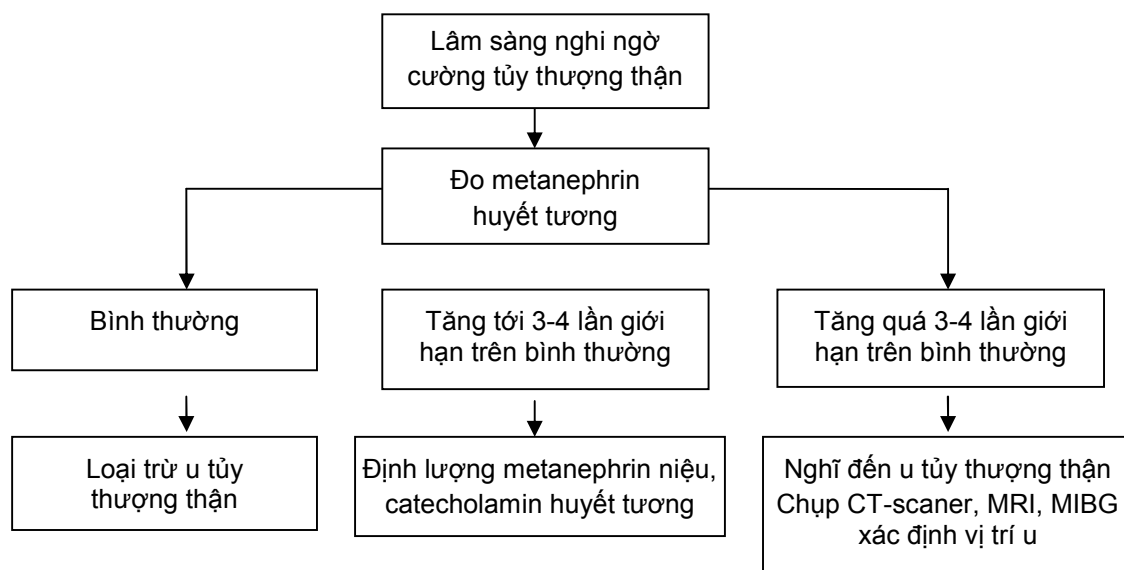 Lâm sàng nghi ngờ
cường tủy thượng thận
Đo metanephrin
huyết tương
Bình thường
Tăng tới 3-4 lần giới
hạn trên bình thường
Tăng quá 3-4 lần giới
hạn trên bình thường
Loại trừ u tủy
thượng thận
Định lượng metanephrin niệu,
catecholamin huyết tương
Nghĩ đến u tủy thượng thận
Chụp CT-scaner, MRI, MIBG
xác định vị trí u